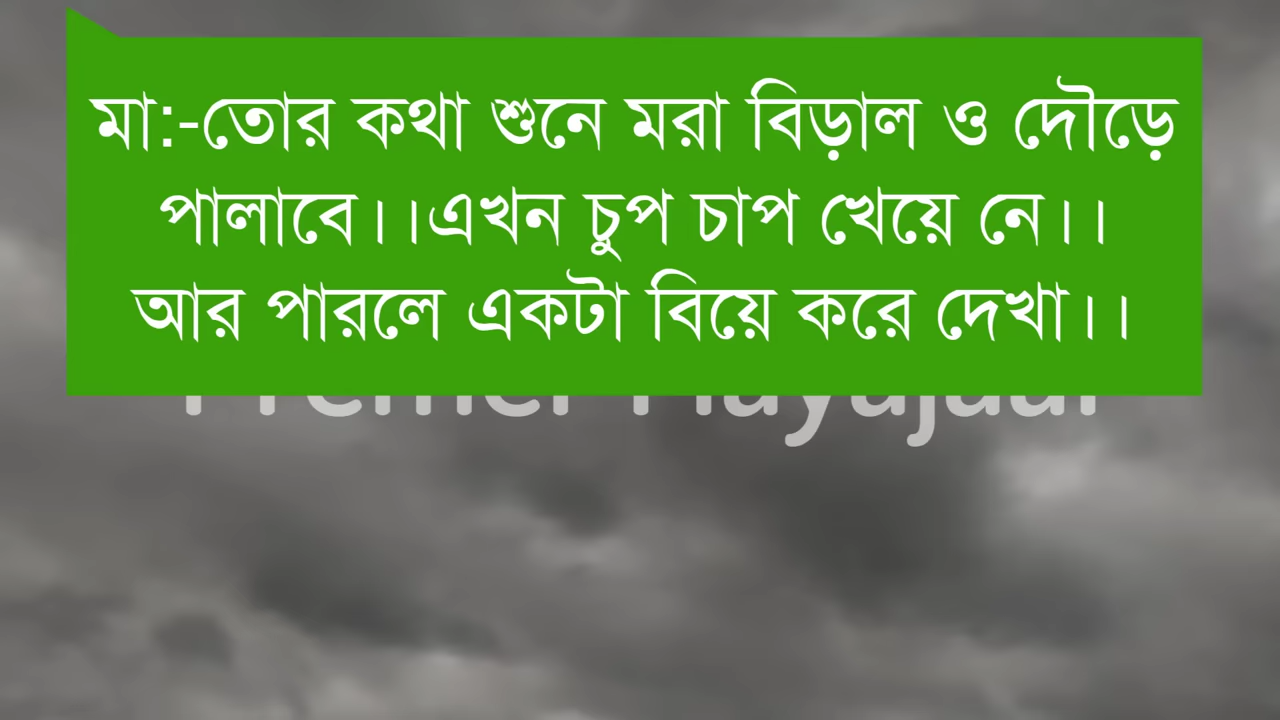 মা:-তোর কথা শুনে মরা বিড়াল ও দৌড়ে
পালাবে।।এখন চুপ চাপ খেয়ে নে।।
আর পারলে একটা বিয়ে করে দেখা।।